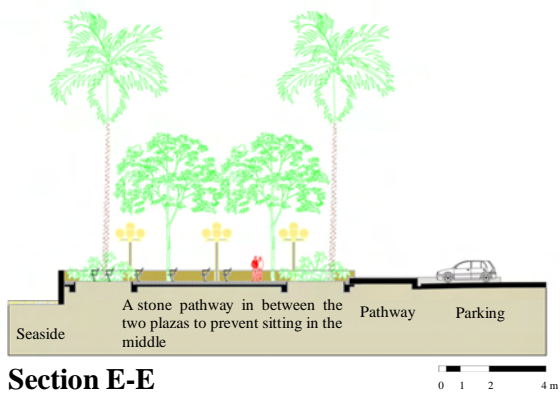 A stone pathway in between the
two plazas to prevent sitting in the
middle
Pathway
Parking
Seaside
Section E-E
0 1 2 4 m